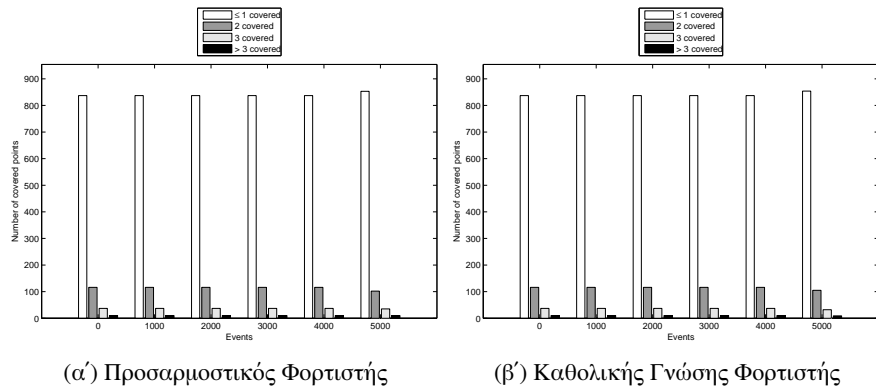 ≤ 1 covered
2 covered
3 covered
> 3 covered
900
800
700
600
500
400
300
200
100
0
Number of covered points
0 1000 2000 3000 4000 5000
Events
(α΄) Προσαρμοστικός Φορτιστής
≤ 1 covered
2 covered
3 covered
> 3 covered
900
800
700
600
500
400
300
200
100
0
Number of covered points
0 1000 2000 3000 4000 5000
Events
(β΄) Καθολικής Γνώσης Φορτιστής